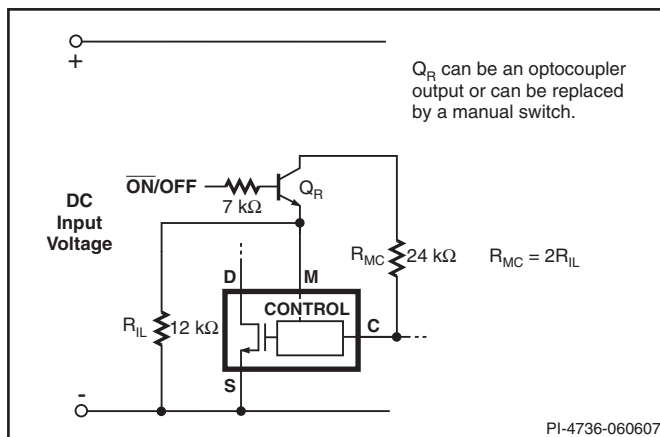 +
Q_R can be an optocoupler
output or can be replaced
by a manual switch.
O̅N̅/OFF
7 kΩ
Q_R
DC
Input
Voltage
R_MC
24 kΩ
R_MC = 2R_IL
D
M
CONTROL
C
R_IL
12 kΩ
S
-
PI-4736-060607